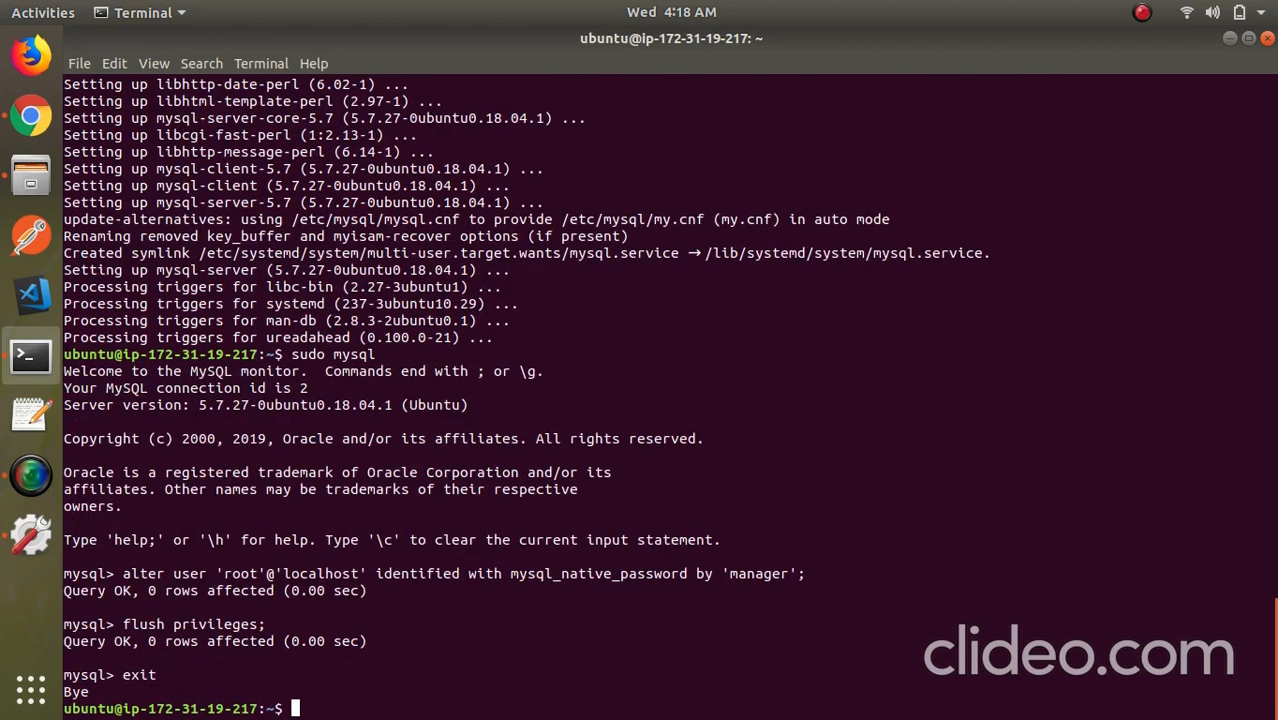 Activities Terminal Wed 4:18 AM
ubuntu@ip-172-31-19-217: ~
File Edit View Search Terminal Help
Setting up libhttp-date-perl (6.02-1) ...
Setting up libhtml-template-perl (2.97-1) ...
Setting up mysql-server-core-5.7 (5.7.27-0ubuntu0.18.04.1) ...
Setting up libcgi-fast-perl (1:2.13-1) ...
Setting up libhttp-message-perl (6.14-1) ...
Setting up mysql-client-5.7 (5.7.27-0ubuntu0.18.04.1) ...
Setting up mysql-client (5.7.27-0ubuntu0.18.04.1) ...
Setting up mysql-server-5.7 (5.7.27-0ubuntu0.18.04.1) ...
update-alternatives: using /etc/mysql/mysql.cnf to provide /etc/mysql/my.cnf (my.cnf) in auto mode
Renaming removed key_buffer and myisam-recover options (if present)
Created symlink /etc/systemd/system/multi-user.target.wants/mysql.service → /lib/systemd/system/mysql.service.
Setting up mysql-server (5.7.27-0ubuntu0.18.04.1) ...
Processing triggers for libc-bin (2.27-3ubuntu1) ...
Processing triggers for systemd (237-3ubuntu10.29) ...
Processing triggers for man-db (2.8.3-2ubuntu0.1) ...
Processing triggers for ureadahead (0.100.0-21) ...
ubuntu@ip-172-31-19-217:~$ sudo mysql
Welcome to the MySQL monitor.  Commands end with ; or \g.
Your MySQL connection id is 2
Server version: 5.7.27-0ubuntu0.18.04.1 (Ubuntu)
Copyright (c) 2000, 2019, Oracle and/or its affiliates. All rights reserved.
Oracle is a registered trademark of Oracle Corporation and/or its
affiliates. Other names may be trademarks of their respective
owners.
Type 'help;' or '\h' for help. Type '\c' to clear the current input statement.
mysql> alter user 'root'@'localhost' identified with mysql_native_password by 'manager';
Query OK, 0 rows affected (0.00 sec)
mysql> flush privileges;
Query OK, 0 rows affected (0.00 sec)
mysql> exit
Bye
ubuntu@ip-172-31-19-217:~$
clideo.com